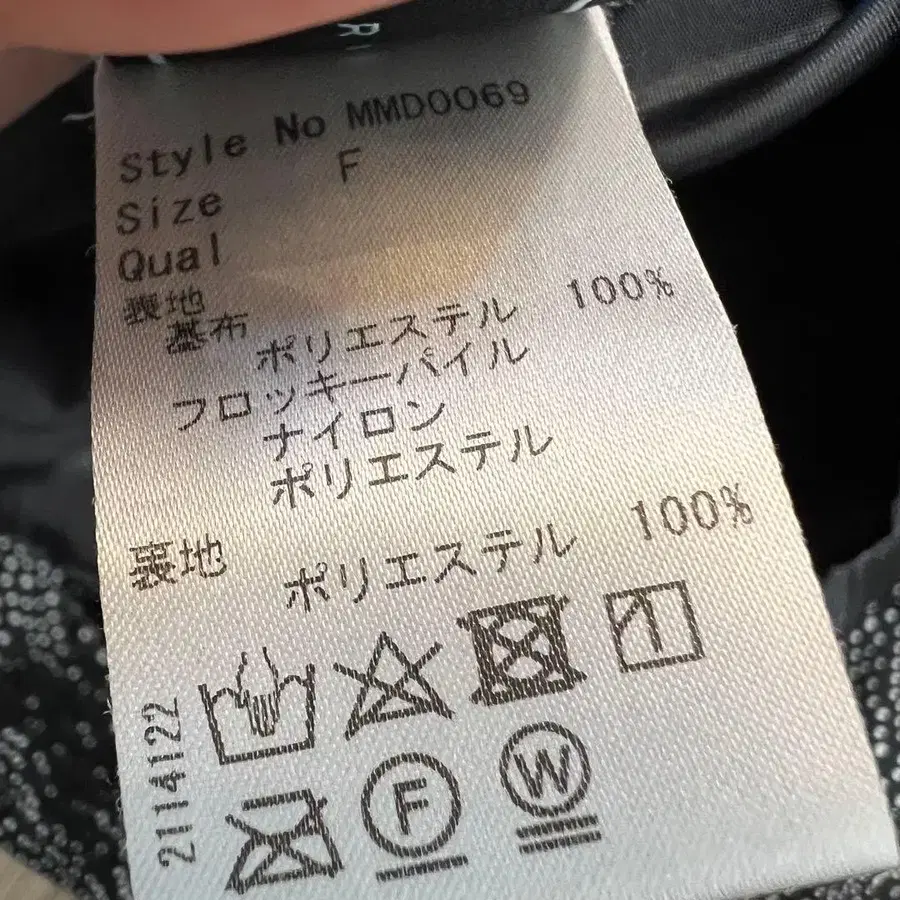 R
Style No MMD0069
Size F
Qual
表地
基布
ポリエステル 100%
フロッキーパイル
ナイロン
ポリエステル
裏地
ポリエステル 100%
F
W
2114122